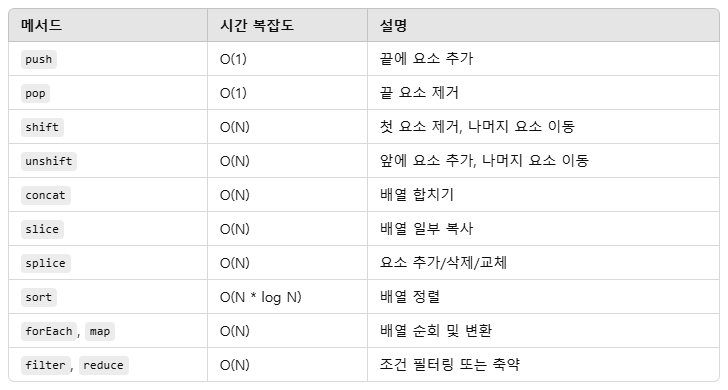 메서드 시간 복잡도 설명
push O(1) 끝에 요소 추가
pop O(1) 끝 요소 제거
shift O(N) 첫 요소 제거, 나머지 요소 이동
unshift O(N) 앞에 요소 추가, 나머지 요소 이동
concat O(N) 배열 합치기
slice O(N) 배열 일부 복사
splice O(N) 요소 추가/삭제/교체
sort O(N * log N) 배열 정렬
forEach, map O(N) 배열 순회 및 변환
filter, reduce O(N) 조건 필터링 또는 축약